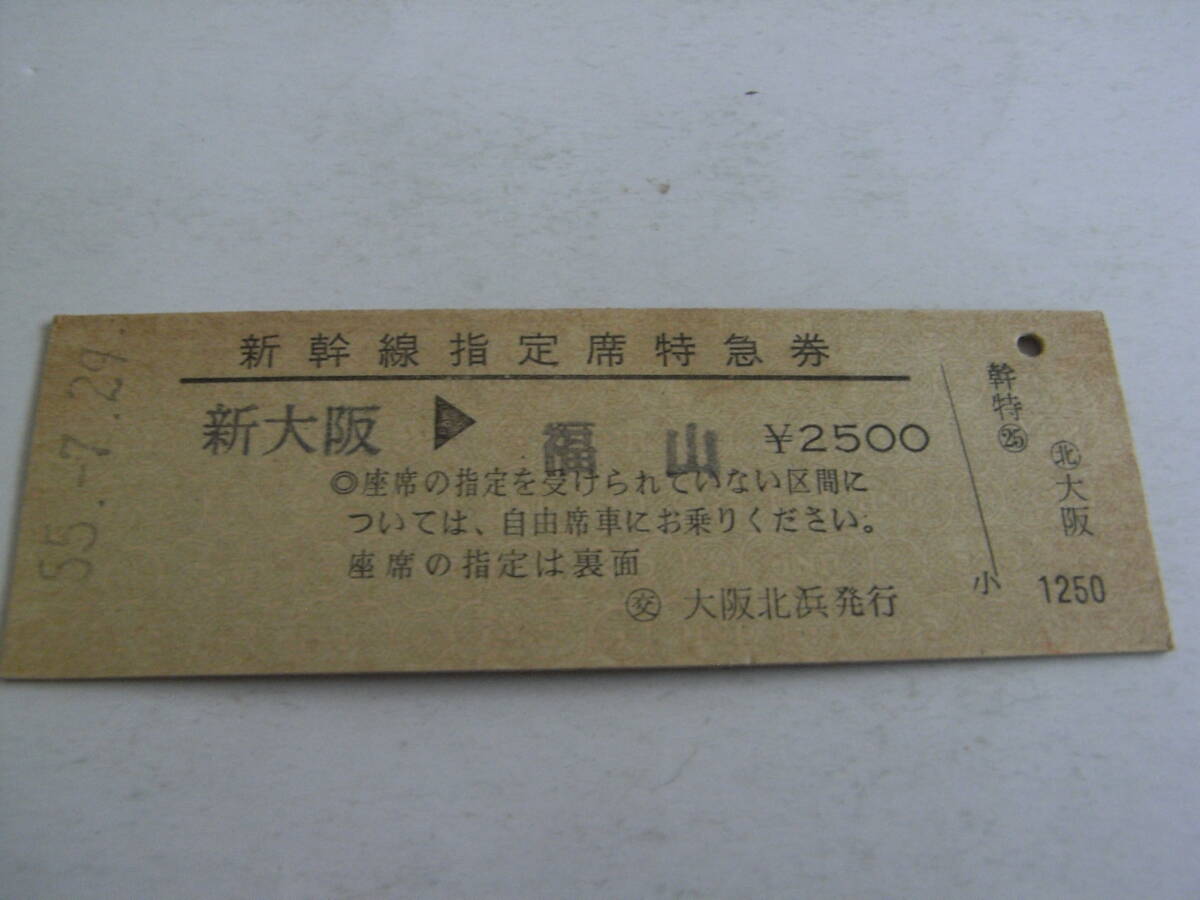 新幹線指定席特急券
新大阪 ▶ 福山 ¥2500
◎座席の指定を受けられていない区間に
ついては、自由席車にお乗りください。
座席の指定は裏面
㊋交 大阪北浜発行
55.-7.29.
幹特㉕
㊋北大阪
小
1250